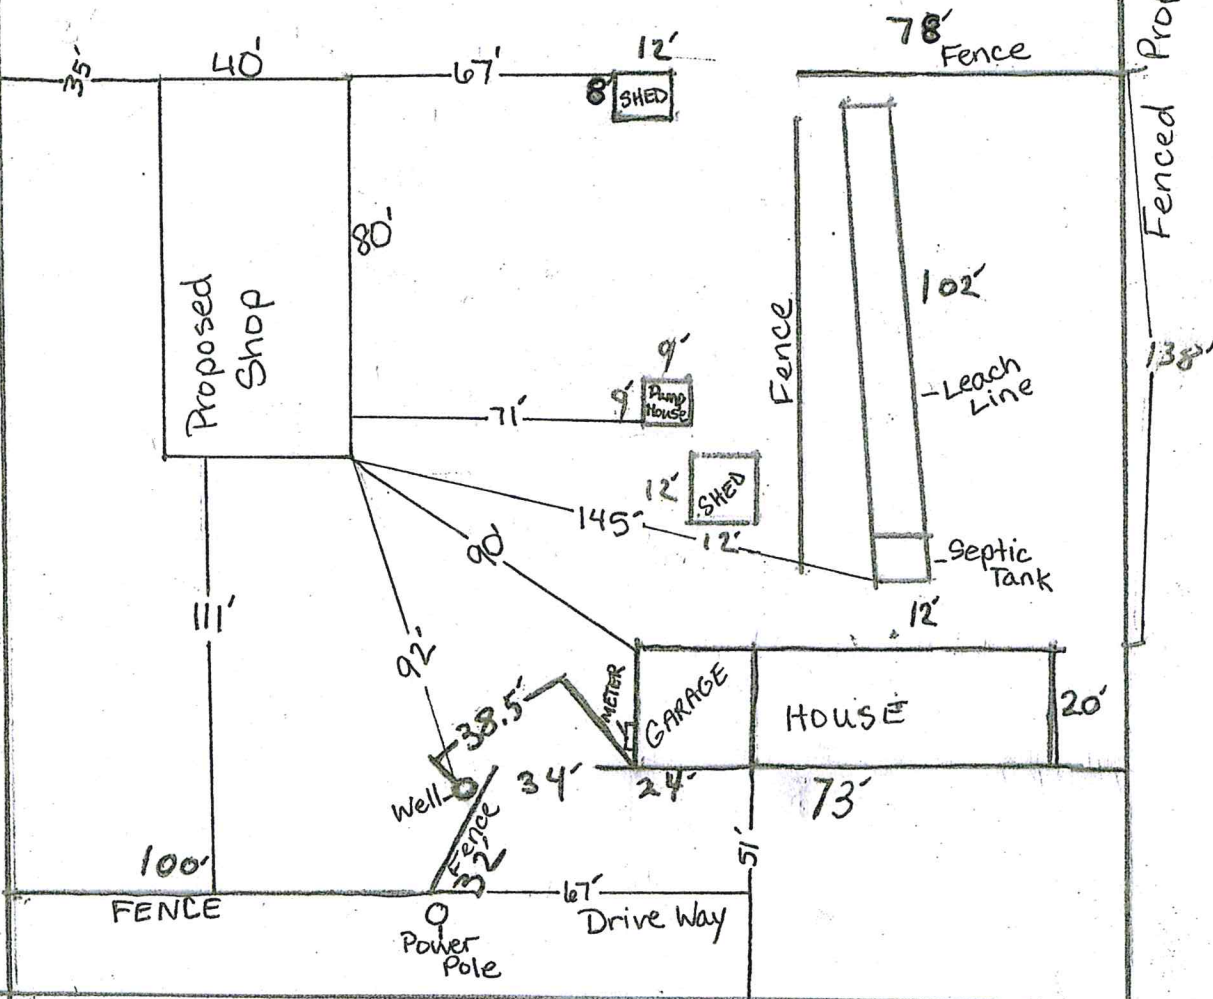 78'
Fence
35'
40'
67'
12'
8'
SHED
Fenced
80'
Proposed
Shop
102'
Fence
Leach
Line
138'
9'
9'
Pump
House
71'
12'
SHED
12'
145'
90'
Septic
Tank
12'
111'
92'
38.5'
METER
GARAGE
HOUSE
20'
Well
34'
24'
73'
Fence
32'
51'
100'
FENCE
67'
Drive Way
Power
Pole